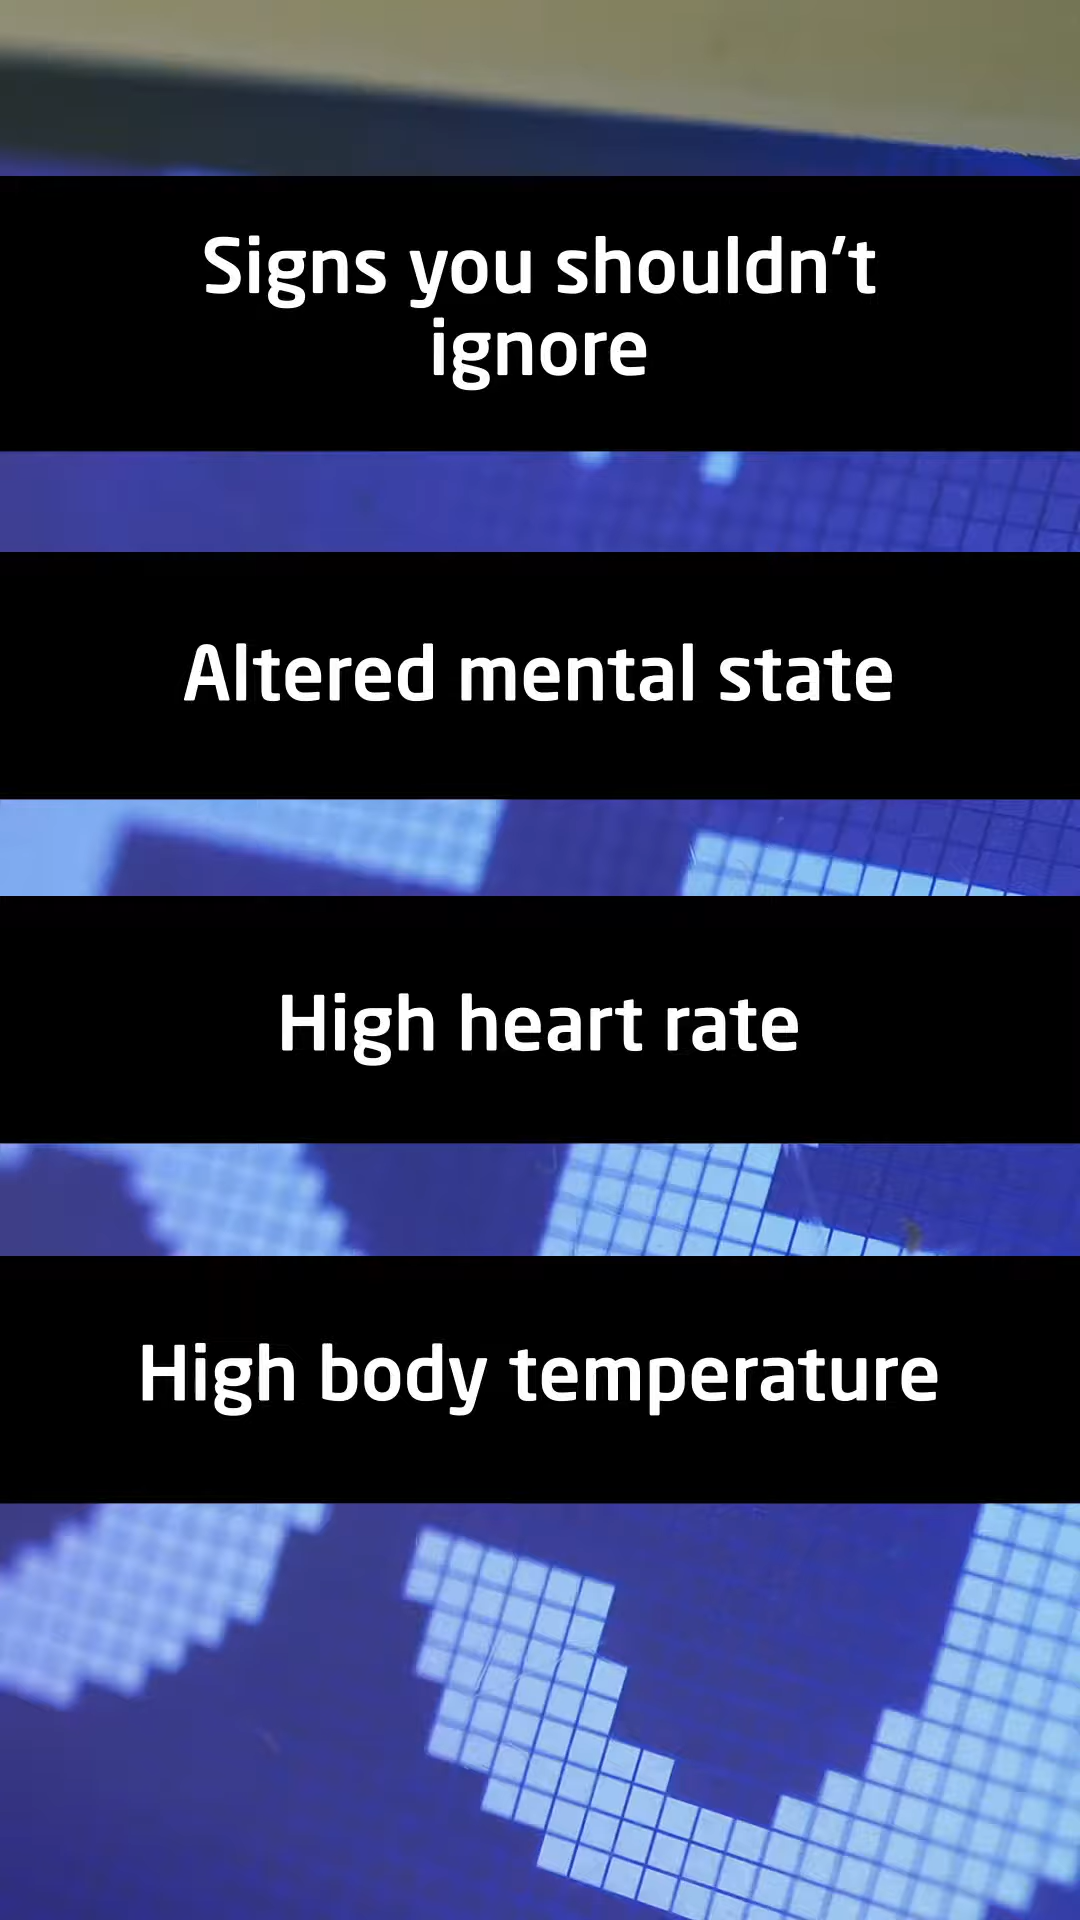 Signs you shouldn't
ignore
Altered mental state
High heart rate
High body temperature